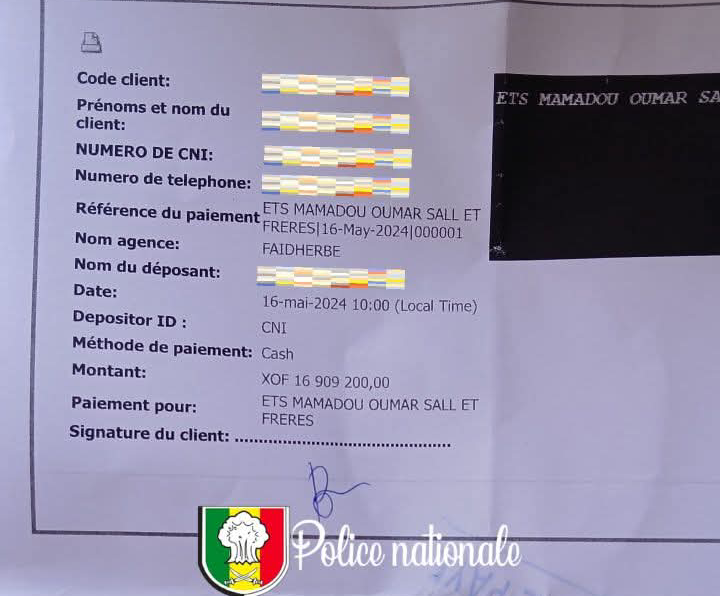 Code client:
Prénoms et nom du
client:
NUMERO DE CNI:
Numero de telephone:
Référence du paiement ETS MAMADOU OUMAR SALL ET
FRERES|16-May-2024|000001
Nom agence: FAIDHERBE
Nom du déposant:
Date: 16-mai-2024 10:00 (Local Time)
Depositor ID : CNI
Méthode de paiement: Cash
Montant: XOF 16 909 200,00
Paiement pour: ETS MAMADOU OUMAR SALL ET
FRERES
Signature du client: ................................................
ETS MAMADOU OUMAR SA
Police nationale